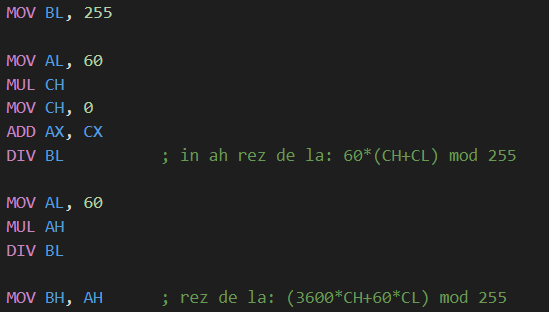 MOV BL, 255
MOV AL, 60
MUL CH
MOV CH, 0
ADD AX, CX
DIV BL ; in ah rez de la: 60*(CH+CL) mod 255
MOV AL, 60
MUL AH
DIV BL
MOV BH, AH ; rez de la: (3600*CH+60*CL) mod 255